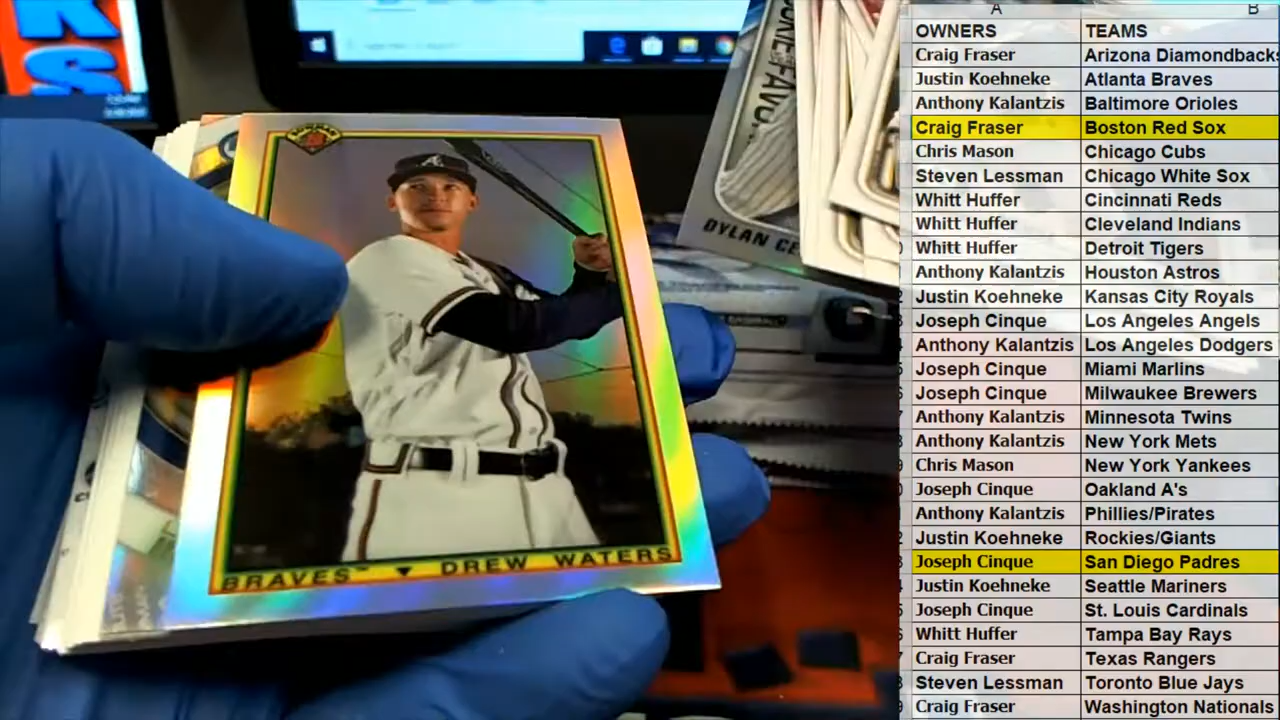 KS
BRAVES™ ▼ DREW WATERS
DYLAN CE
A B
OWNERS TEAMS
Craig Fraser Arizona Diamondbacks
Justin Koehneke Atlanta Braves
Anthony Kalantzis Baltimore Orioles
Craig Fraser Boston Red Sox
Chris Mason Chicago Cubs
Steven Lessman Chicago White Sox
Whitt Huffer Cincinnati Reds
Whitt Huffer Cleveland Indians
Whitt Huffer Detroit Tigers
Anthony Kalantzis Houston Astros
Justin Koehneke Kansas City Royals
Joseph Cinque Los Angeles Angels
Anthony Kalantzis Los Angeles Dodgers
Joseph Cinque Miami Marlins
Joseph Cinque Milwaukee Brewers
Anthony Kalantzis Minnesota Twins
Anthony Kalantzis New York Mets
Chris Mason New York Yankees
Joseph Cinque Oakland A's
Anthony Kalantzis Phillies/Pirates
Justin Koehneke Rockies/Giants
Joseph Cinque San Diego Padres
Justin Koehneke Seattle Mariners
Joseph Cinque St. Louis Cardinals
Whitt Huffer Tampa Bay Rays
Craig Fraser Texas Rangers
Steven Lessman Toronto Blue Jays
Craig Fraser Washington Nationals